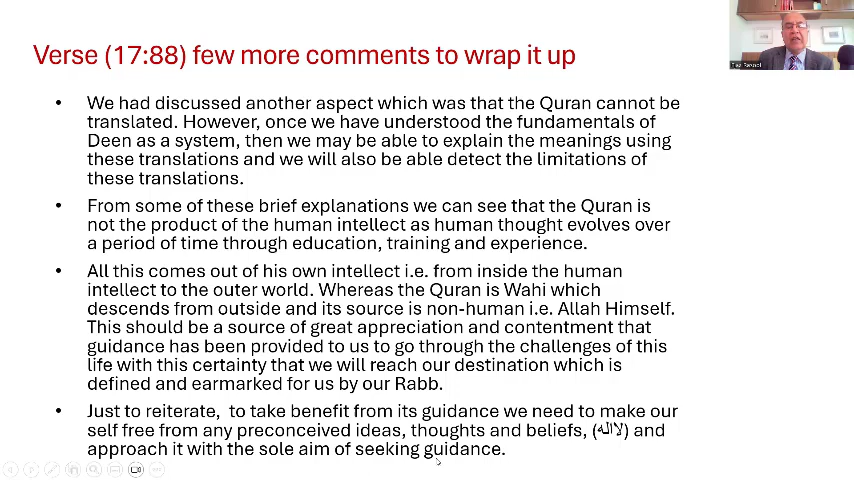 Verse (17:88) few more comments to wrap it up
• We had discussed another aspect which was that the Quran cannot be
translated. However, once we have understood the fundamentals of
Deen as a system, then we may be able to explain the meanings using
these translations and we will also be able detect the limitations of
these translations.
• From some of these brief explanations we can see that the Quran is
not the product of the human intellect as human thought evolves over
a period of time through education, training and experience.
• All this comes out of his own intellect i.e. from inside the human
intellect to the outer world. Whereas the Quran is Wahi which
descends from outside and its source is non-human i.e. Allah Himself.
This should be a source of great appreciation and contentment that
guidance has been provided to us to go through the challenges of this
life with this certainty that we will reach our destination which is
defined and earmarked for us by our Rabb.
• Just to reiterate,  to take benefit from its guidance we need to make our
self free from any preconceived ideas, thoughts and beliefs, (لا اله) and
approach it with the sole aim of seeking guidance.